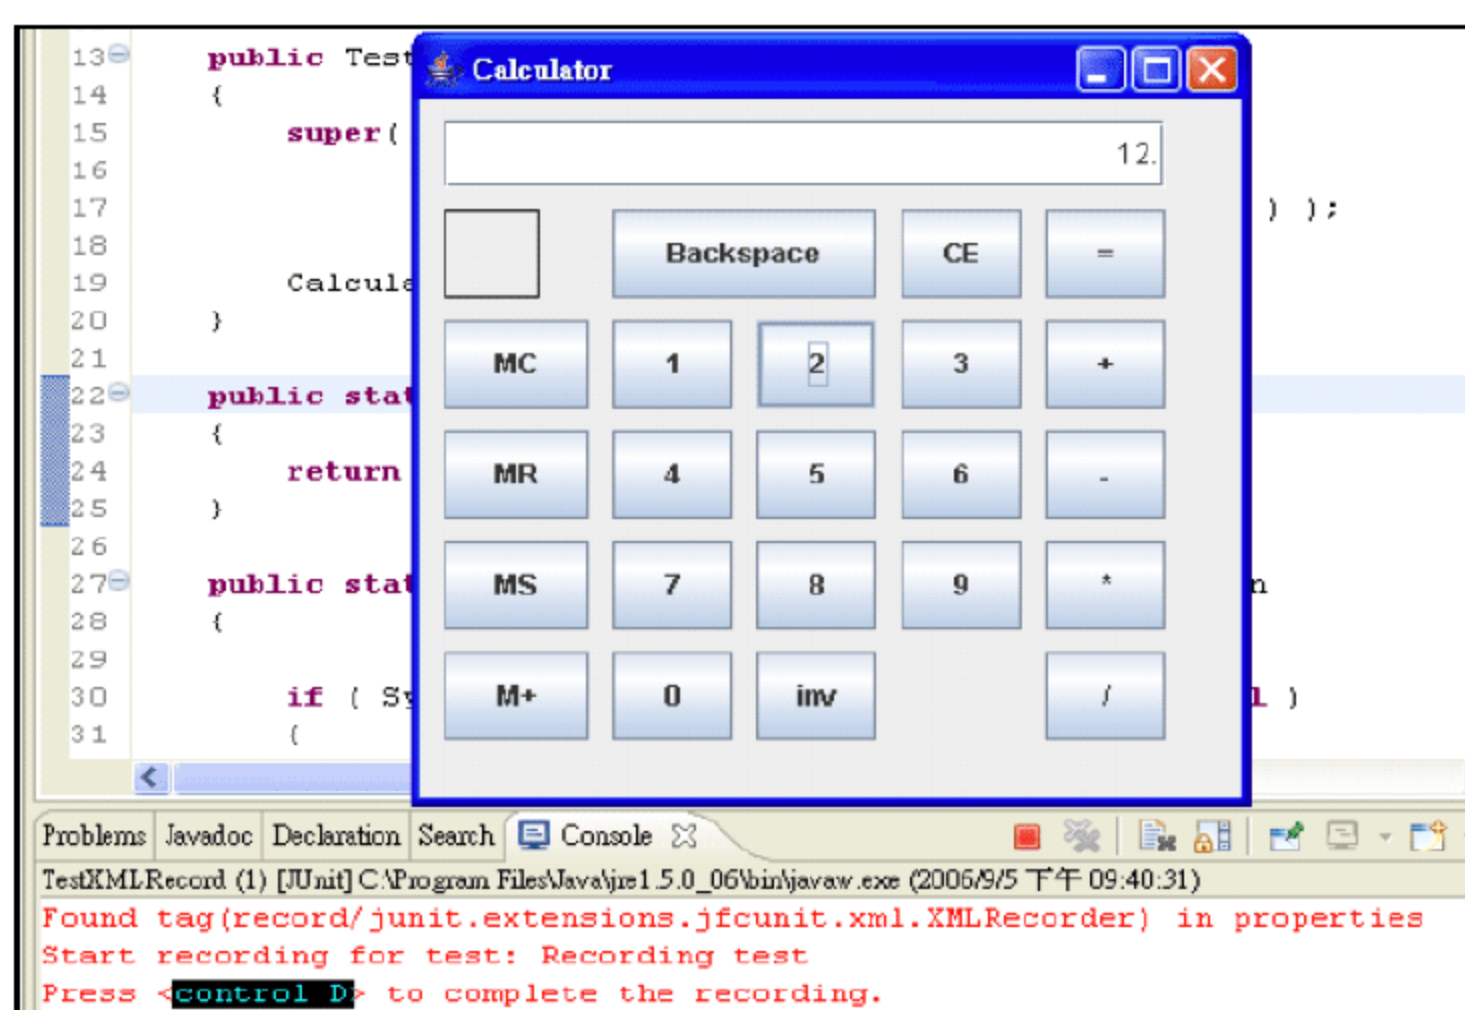 13 public Test
14 {
15 super(
16
17 ) );
18
19 Calcula
20 }
21
22 public stat
23 {
24 return
25 }
26
27 public stat n
28 {
29
30 if ( Sy l )
31 {
Calculator
12.
Backspace CE =
MC 1 2 3 +
MR 4 5 6 -
MS 7 8 9 *
M+ 0 inv /
Problems Javadoc Declaration Search Console
TestXMLRecord (1) [JUnit] C:\Program Files\Java\jre1.5.0_06\bin\javaw.exe (2006/9/5 下午 09:40:31)
Found tag(record/junit.extensions.jfcunit.xml.XMLRecorder) in properties
Start recording for test: Recording test
Press <control D> to complete the recording.